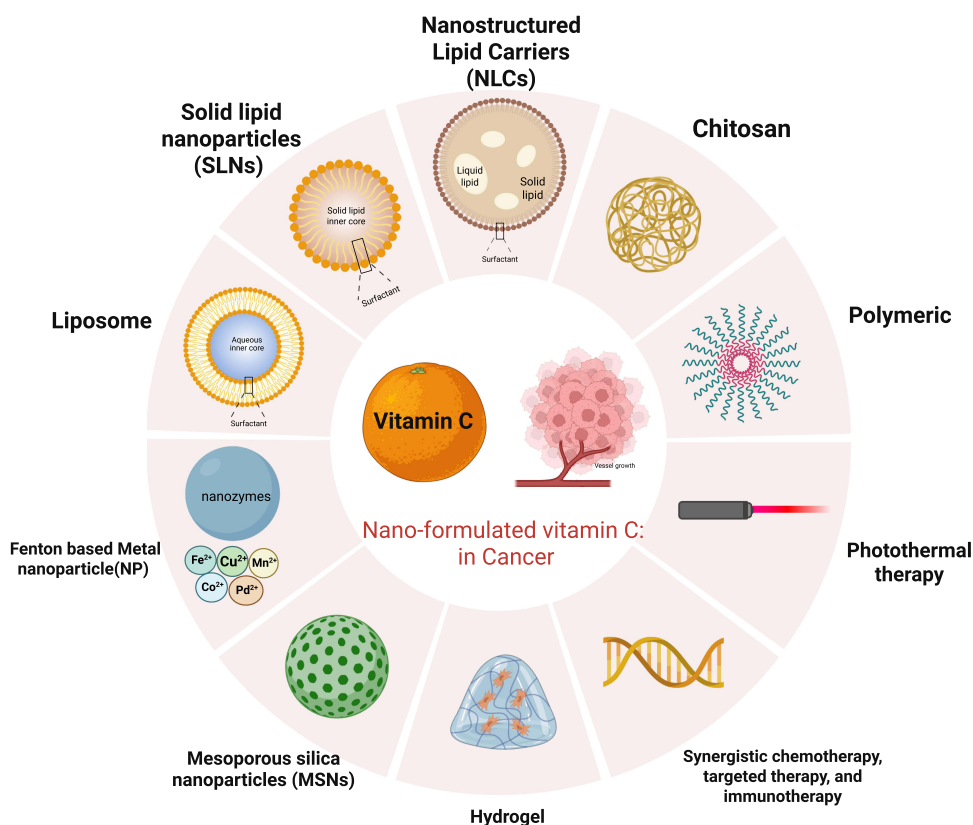 Nanostructured
Lipid Carriers
(NLCs)
Solid lipid
nanoparticles
(SLNs)
Chitosan
Liquid
lipid
Solid
lipid
Surfactant
Solid lipid
inner core
Surfactant
Liposome
Polymeric
Aqueous
inner core
Surfactant
Vitamin C
Vessel growth
nanozymes
Nano-formulated vitamin C:
in Cancer
Fenton based Metal
nanoparticle(NP)
Fe²⁺
Cu²⁺
Mn²⁺
Co²⁺
Pd²⁺
Photothermal
therapy
Mesoporous silica
nanoparticles (MSNs)
Synergistic chemotherapy,
targeted therapy, and
immunotherapy
Hydrogel